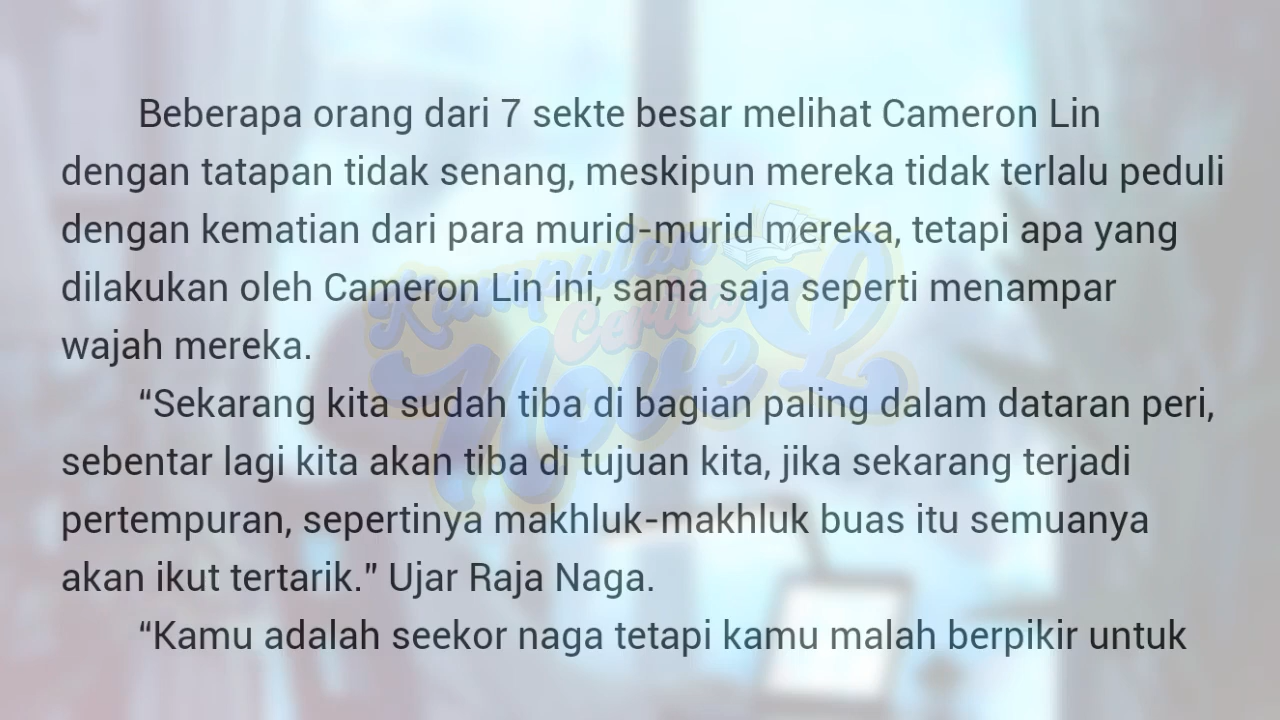 Beberapa orang dari 7 sekte besar melihat Cameron Lin
dengan tatapan tidak senang, meskipun mereka tidak terlalu peduli
dengan kematian dari para murid-murid mereka, tetapi apa yang
dilakukan oleh Cameron Lin ini, sama saja seperti menampar
wajah mereka.
“Sekarang kita sudah tiba di bagian paling dalam dataran peri,
sebentar lagi kita akan tiba di tujuan kita, jika sekarang terjadi
pertempuran, sepertinya makhluk-makhluk buas itu semuanya
akan ikut tertarik.” Ujar Raja Naga.
“Kamu adalah seekor naga tetapi kamu malah berpikir untuk
Kumpulan
Cerita
Novel